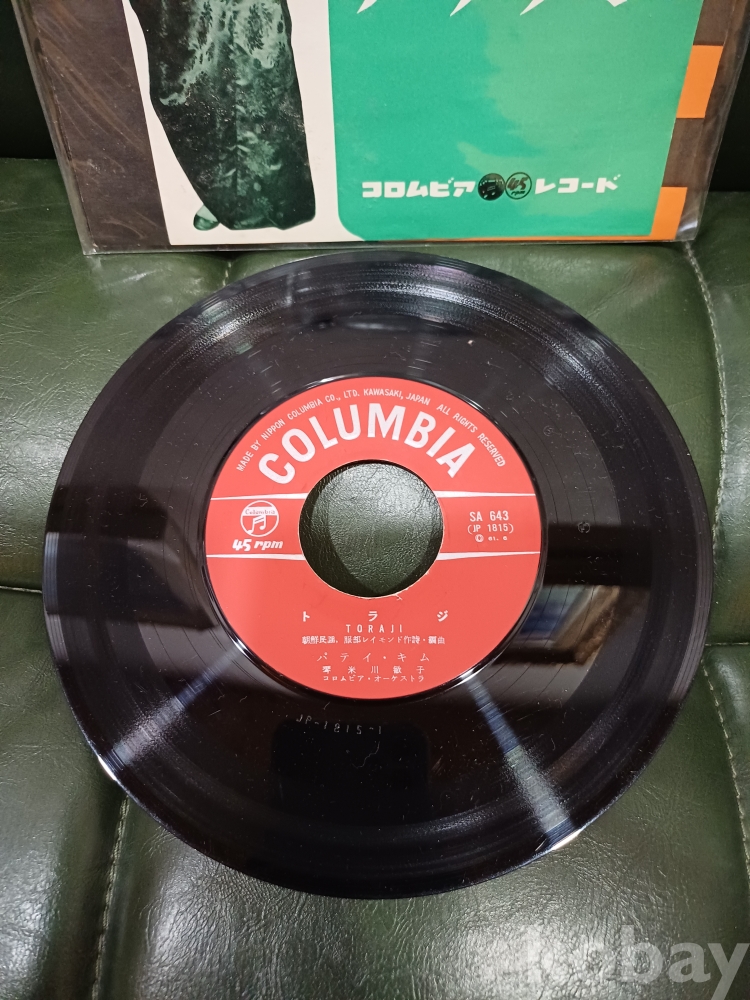 コロムビア 45 rpm レコード
MADE BY NIPPON COLUMBIA CO., LTD. KAWASAKI, JAPAN ALL RIGHTS RESERVED
COLUMBIA
Columbia
45 rpm
SA 643
(JP 1815)
トラジ
TORAJI
朝鮮民謡、服部レイモンド作詩・編曲
パティ・キム
箏 米川敏子
コロムビア・オーケストラ
JP-1815-1